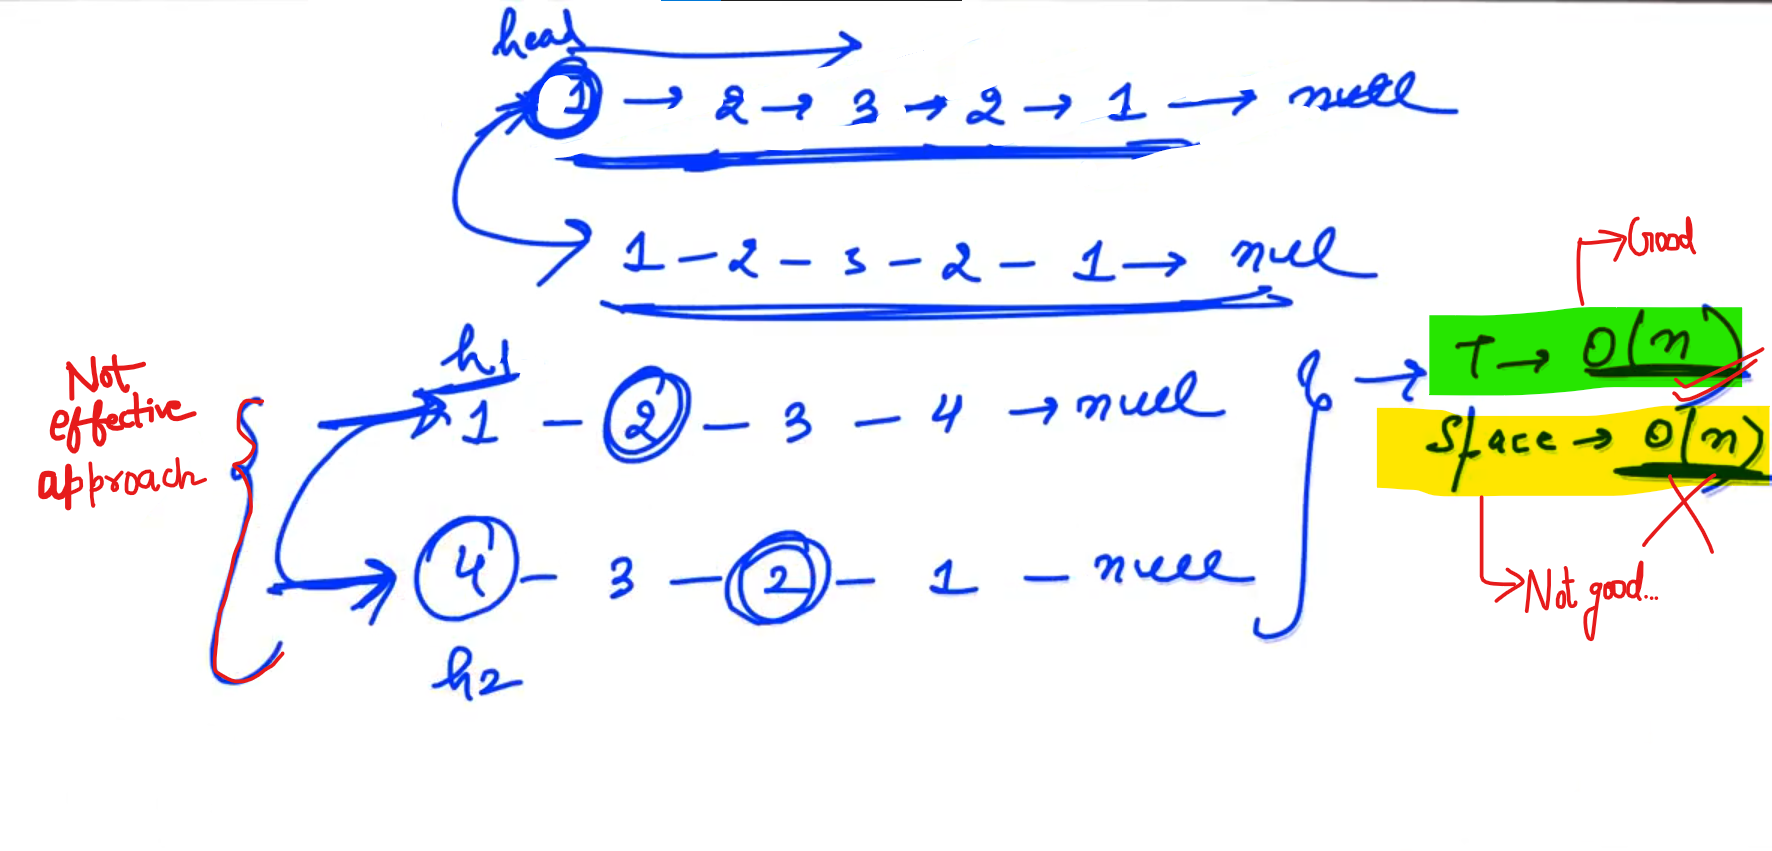 head
1 → 2 → 3 → 2 → 1 → null
1 - 2 - 3 - 2 - 1 → null
Good
T → O(n)
Space → O(n)
Not good...
Not
effective
approach
h1
1 - 2 - 3 - 4 → null
4 - 3 - 2 - 1 - null
h2